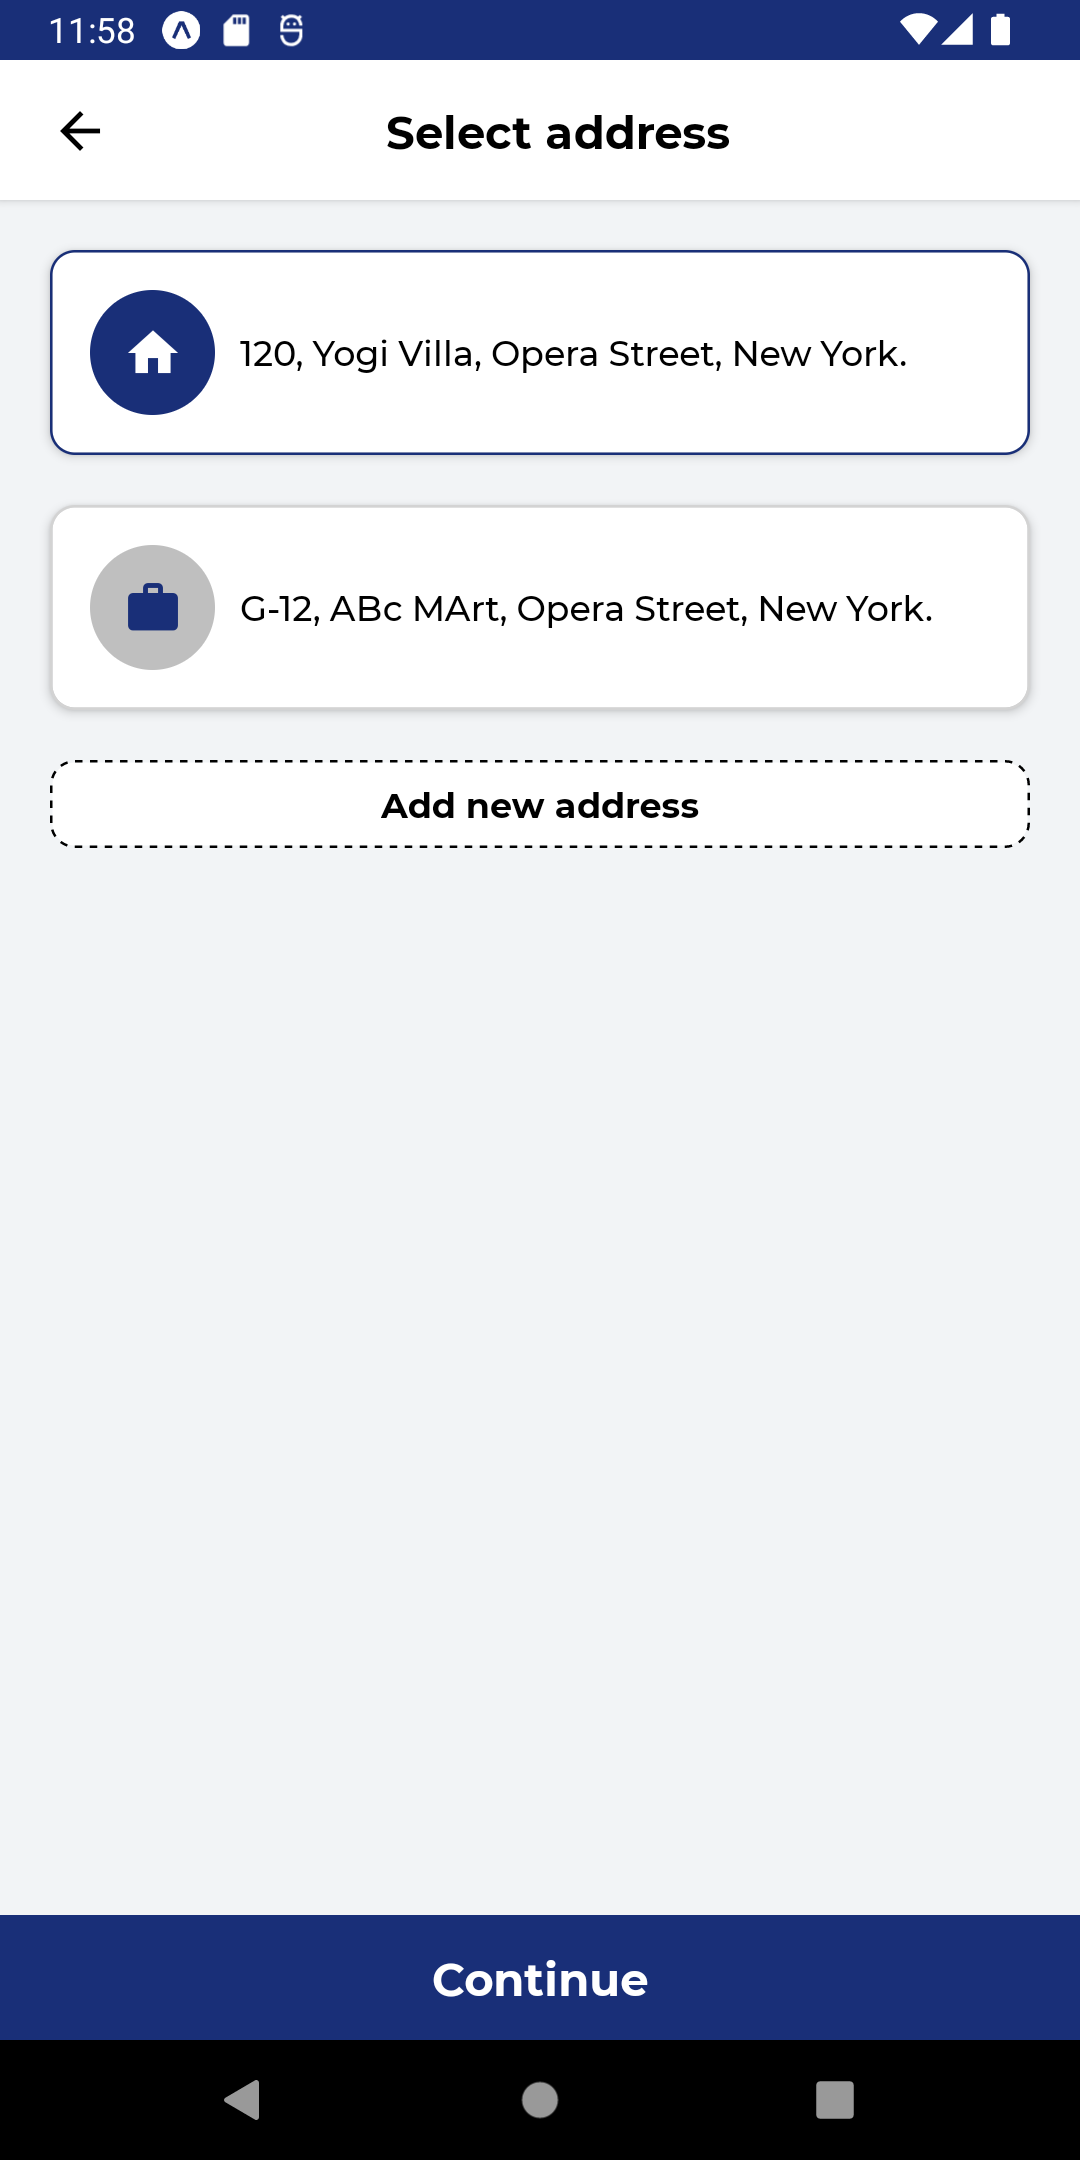 11:58
Select address
120, Yogi Villa, Opera Street, New York.
G-12, ABc MArt, Opera Street, New York.
Add new address
Continue